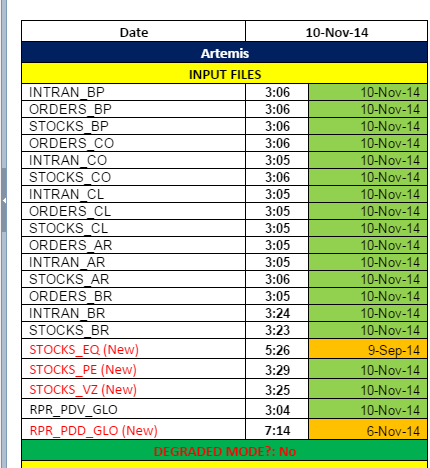 Date 10-Nov-14
Artemis
INPUT FILES
INTRAN_BP 3:06 10-Nov-14
ORDERS_BP 3:06 10-Nov-14
STOCKS_BP 3:06 10-Nov-14
ORDERS_CO 3:06 10-Nov-14
INTRAN_CO 3:05 10-Nov-14
STOCKS_CO 3:06 10-Nov-14
INTRAN_CL 3:05 10-Nov-14
ORDERS_CL 3:05 10-Nov-14
STOCKS_CL 3:05 10-Nov-14
ORDERS_AR 3:06 10-Nov-14
INTRAN_AR 3:05 10-Nov-14
STOCKS_AR 3:06 10-Nov-14
ORDERS_BR 3:05 10-Nov-14
INTRAN_BR 3:24 10-Nov-14
STOCKS_BR 3:23 10-Nov-14
STOCKS_EQ (New) 5:26 9-Sep-14
STOCKS_PE (New) 3:29 10-Nov-14
STOCKS_VZ (New) 3:25 10-Nov-14
RPR_PDV_GLO 3:04 10-Nov-14
RPR_PDD_GLO (New) 7:14 6-Nov-14
DEGRADED MODE?: No